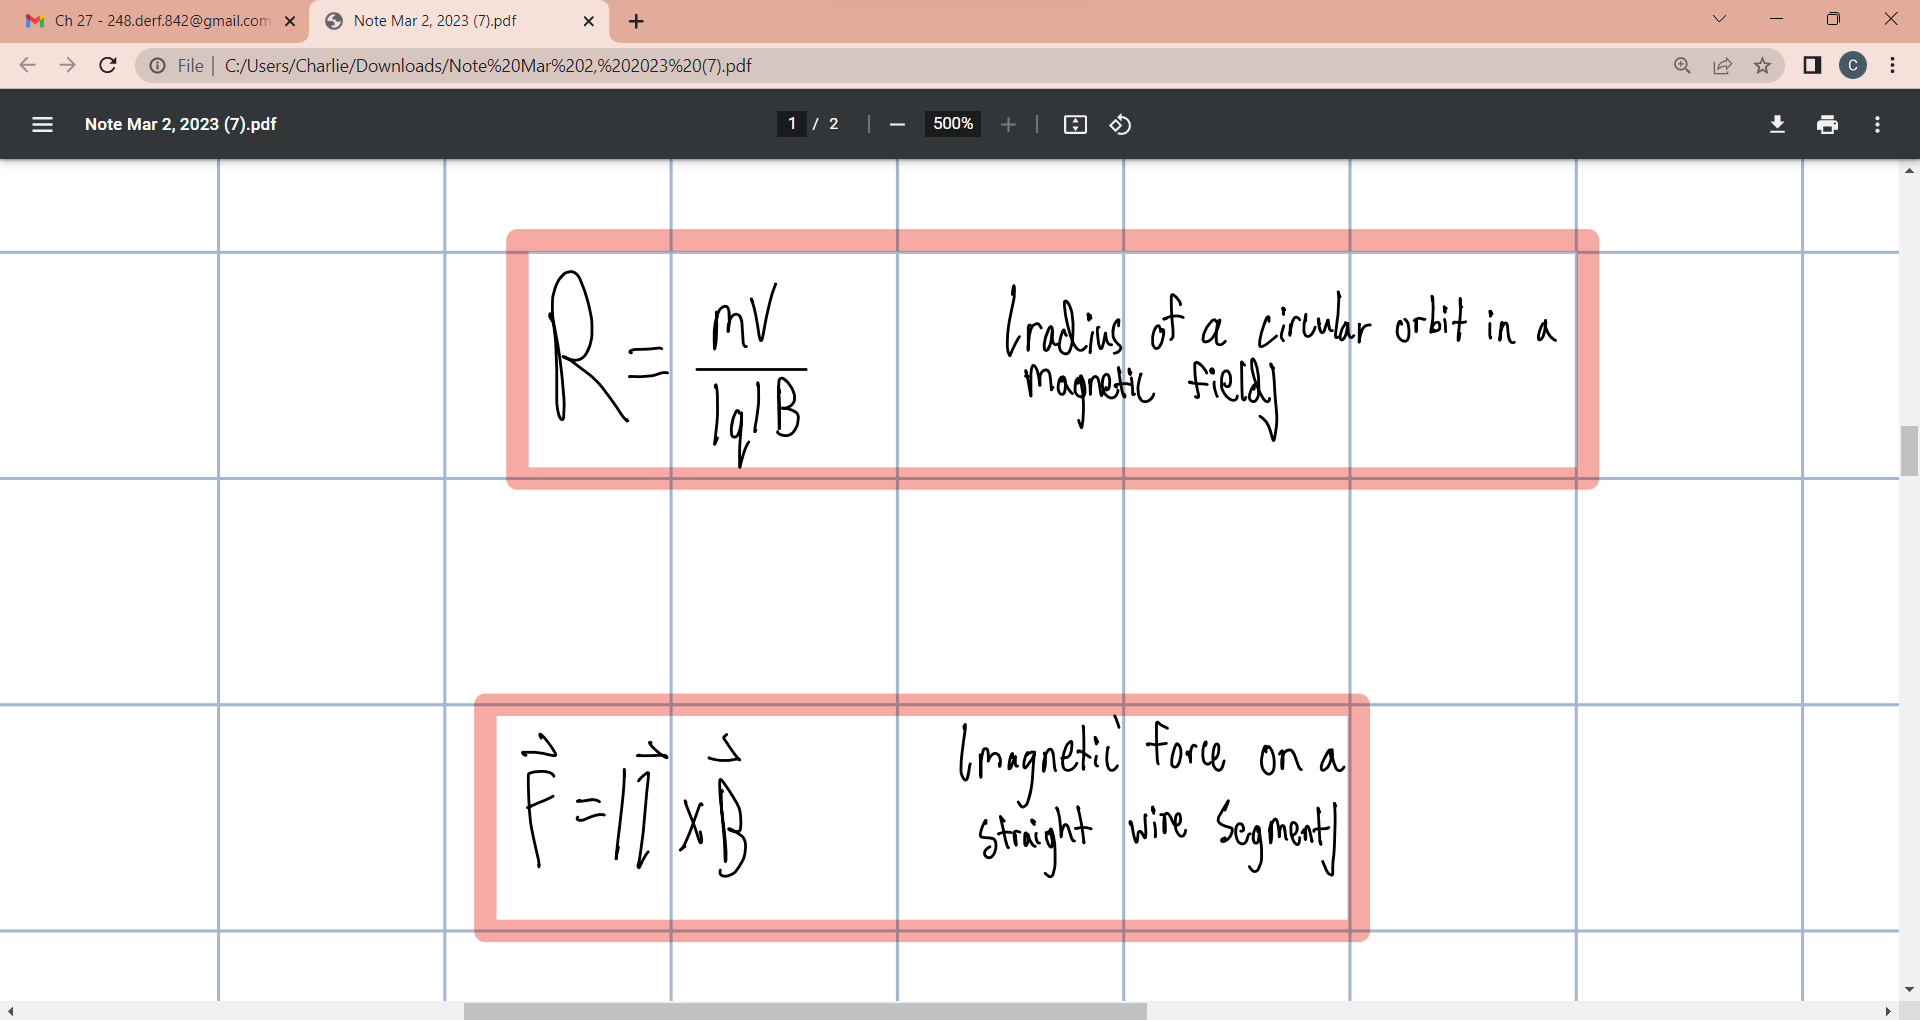 Ch 27 - 248.derf.842@gmail.com
Note Mar 2, 2023 (7).pdf
File | C:/Users/Charlie/Downloads/Note%20Mar%202,%202023%20(7).pdf
C
Note Mar 2, 2023 (7).pdf
1 / 2
500%
R = mv / |q|B
(radius of a circular orbit in a
magnetic field)
F⃗ = I l⃗ × B⃗
(magnetic force on a
straight wire segment)